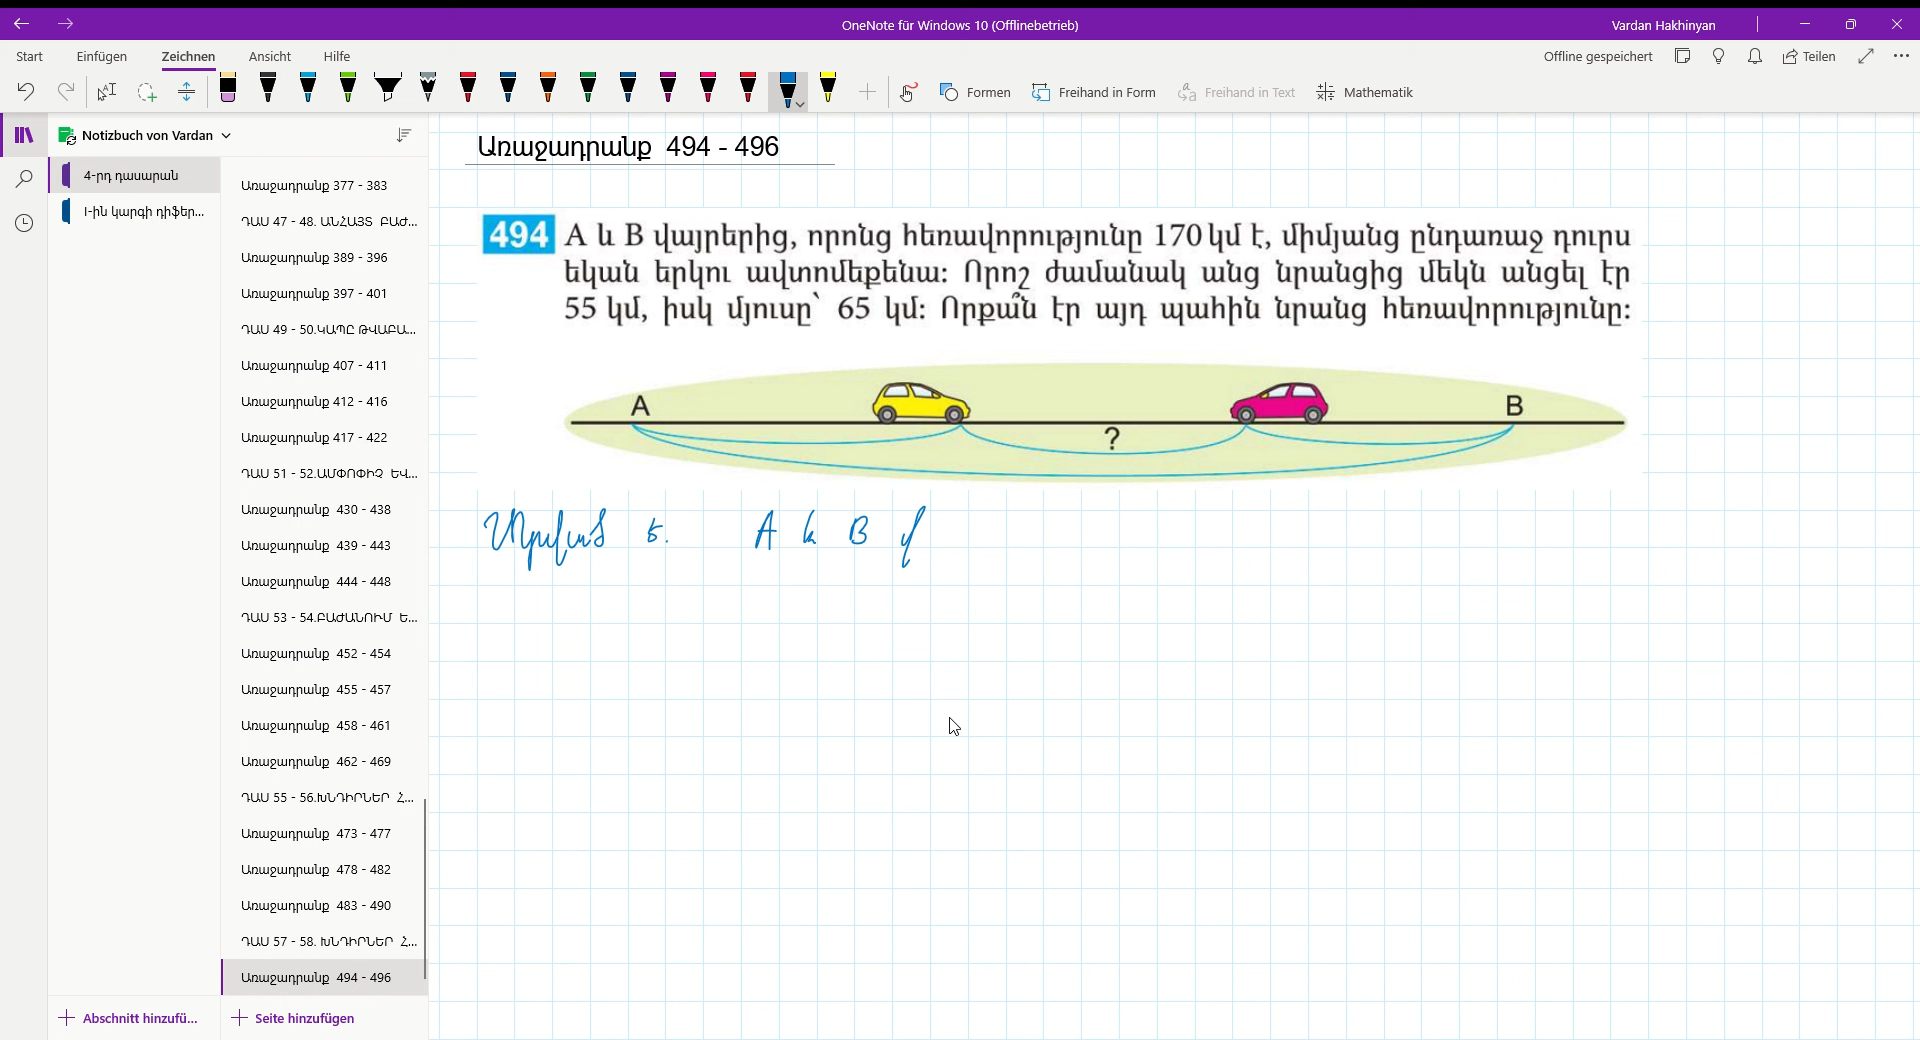 OneNote für Windows 10 (Offlinebetrieb)
Vardan Hakhinyan
Start Einfügen Zeichnen Ansicht Hilfe
Offline gespeichert Teilen
Formen Freihand in Form Freihand in Text Mathematik
Notizbuch von Vardan
4-րդ դասարան
I-ին կարգի դիֆեր...
Առաջադրանք 377 - 383
ԴԱՍ 47 - 48. ԱՆՀԱՅՏ ԲԱԺ...
Առաջադրանք 389 - 396
Առաջադրանք 397 - 401
ԴԱՍ 49 - 50.ԿԱՊԸ ԹՎԱԲԱ...
Առաջադրանք 407 - 411
Առաջադրանք 412 - 416
Առաջադրանք 417 - 422
ԴԱՍ 51 - 52.ԱՄՓՈՓԻՉ ԵՎ...
Առաջադրանք 430 - 438
Առաջադրանք 439 - 443
Առաջադրանք 444 - 448
ԴԱՍ 53 - 54.ԲԱԺԱՆՈՒՄ Ե...
Առաջադրանք 452 - 454
Առաջադրանք 455 - 457
Առաջադրանք 458 - 461
Առաջադրանք 462 - 469
ԴԱՍ 55 - 56.ԽՆԴԻՐՆԵՐ Հ...
Առաջադրանք 473 - 477
Առաջադրանք 478 - 482
Առաջադրանք 483 - 490
ԴԱՍ 57 - 58. ԽՆԴԻՐՆԵՐ Հ...
Առաջադրանք 494 - 496
Abschnitt hinzufü...
Seite hinzufügen
Առաջադրանք 494 - 496
494 A և B վայրերից, որոնց հեռավորությունը 170 կմ է, միմյանց ընդառաջ դուրս
եկան երկու ավտոմեքենա: Որոշ ժամանակ անց նրանցից մեկն անցել էր
55 կմ, իսկ մյուսը՝ 65 կմ: Որքա՞ն էր այդ պահին նրանց հեռավորությունը:
A B
?
Տրված է. A և B վ